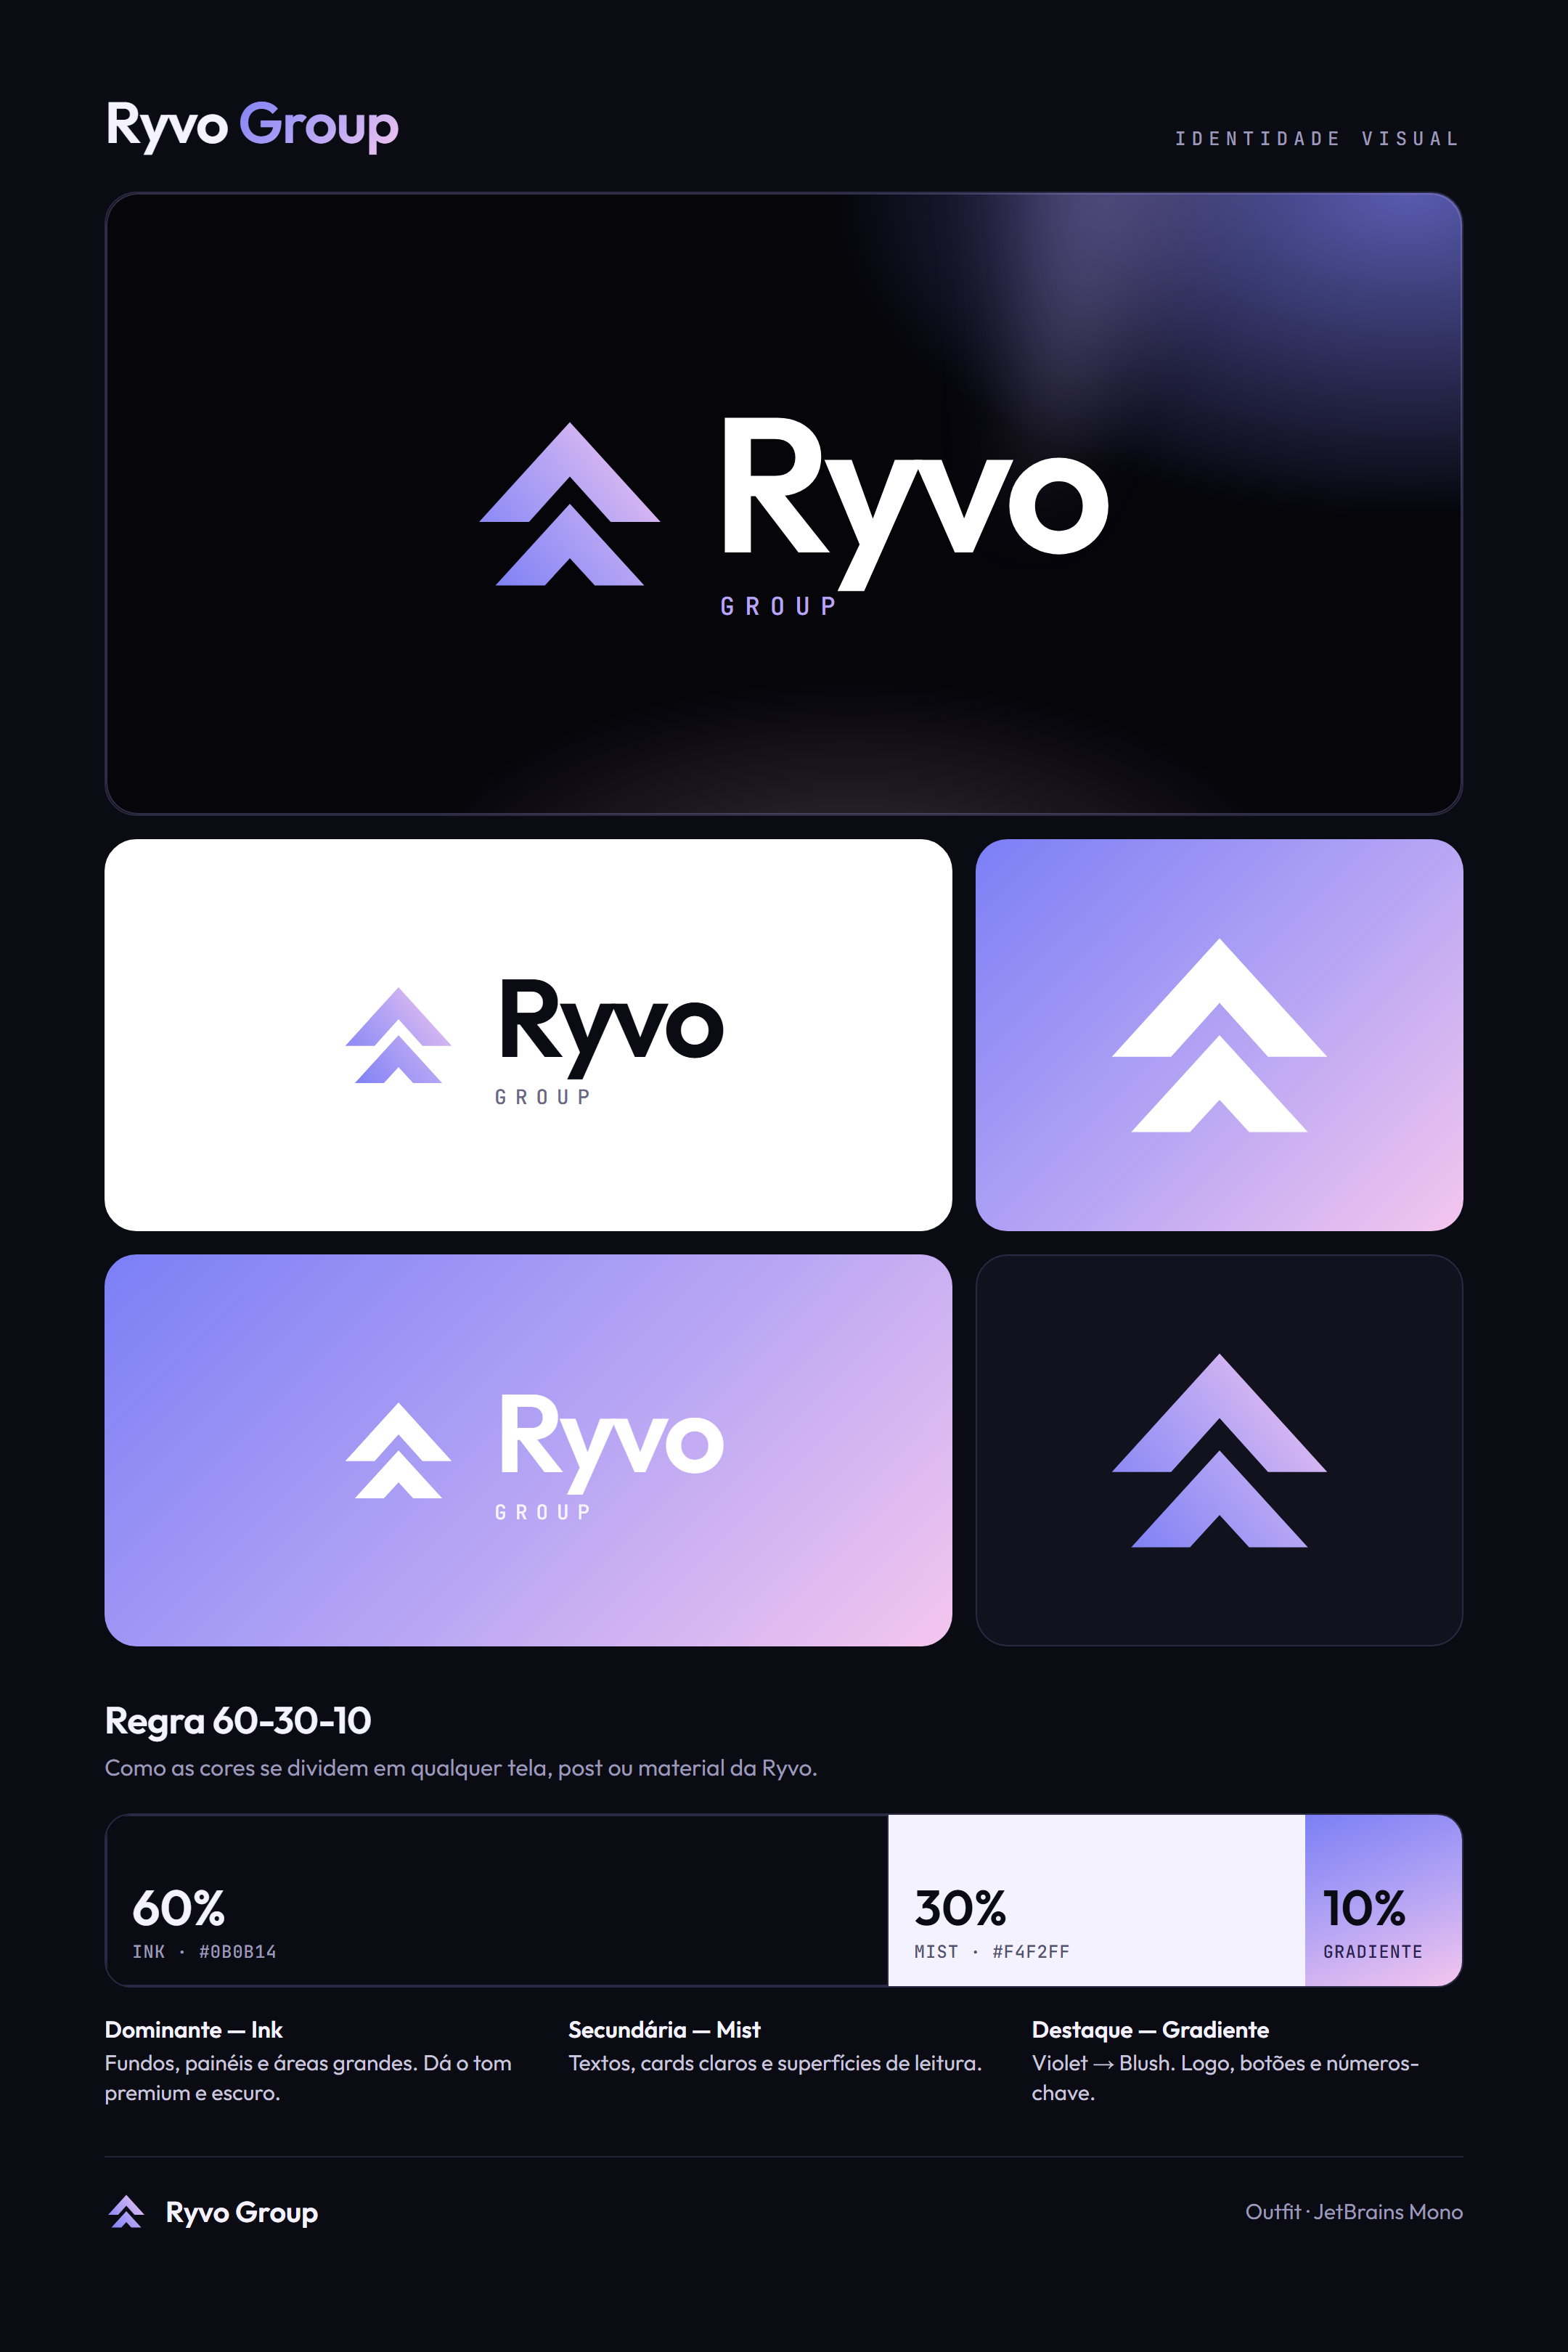 Ryvo Group
IDENTIDADE VISUAL
Ryvo
GROUP
Ryvo
GROUP
Ryvo
GROUP
Regra 60-30-10
Como as cores se dividem em qualquer tela, post ou material da Ryvo.
60%
INK · #0B0B14
30%
MIST · #F4F2FF
10%
GRADIENTE
Dominante — Ink
Fundos, painéis e áreas grandes. Dá o tom
premium e escuro.
Secundária — Mist
Textos, cards claros e superfícies de leitura.
Destaque — Gradiente
Violet → Blush. Logo, botões e números-
chave.
Ryvo Group
Outfit · JetBrains Mono